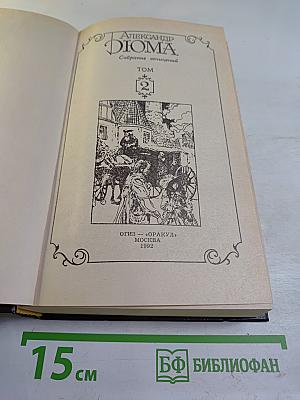 АЛЕКСАНДР
ДЮМА
Собрание сочинений
ТОМ
2
ОГИЗ — «ОРАКУЛ»
МОСКВА
1992
15 см
БФ БИБЛИОФАН